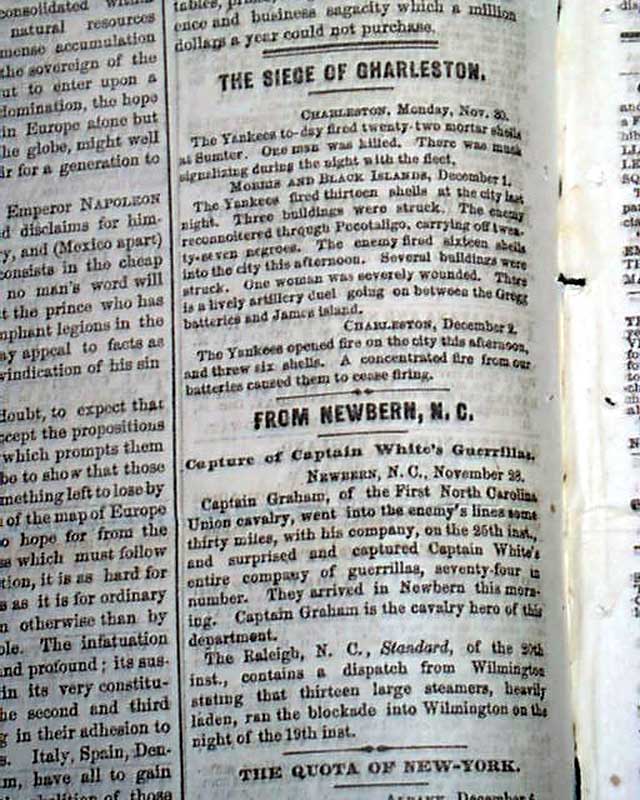 consolidated
natural resources
mense accumulation
the sovereign of the
ut to enter upon a
domination, the hope
in Europe alone but
he globe, might well
ir for a generation to
Emperor NAPOLEON
d disclaims for him-
y, and (Mexico apart)
consists in the cheap
no man's word will
t the prince who has
mphant legions in the
ay appeal to facts as
vindication of his sin
doubt, to expect that
ccept the propositions
which prompts them
be to show that those
mething left to lose by
of the map of Europe
o hope for from the
s which must follow
tion, it is as hard for
s as it is for ordinary
n otherwise than by
ole. The infatuation
nd profound; its sus-
in its very constitu-
he second and third
g in their adhesion to
s. Italy, Spain, Den-
m, have all to gain
abolition of those
ence and business sagacity which a million
dollars a year could not purchase.
THE SIEGE OF CHARLESTON.
CHARLESTON, Monday, Nov. 30.
The Yankees to-day fired twenty-two mortar shells
at Sumter. One man was killed. There was much
signalizing during the night with the fleet.
MORRIS AND BLACK ISLANDS, December 1.
The Yankees fired thirteen shells at the city last
night. Three buildings were struck. The enemy
reconnoitered through Pocotaligo, carrying off twen-
ty-seven negroes. The enemy fired sixteen shells
into the city this afternoon. Several buildings were
struck. One woman was severely wounded. There
is a lively artillery duel going on between the Gregg
batteries and James Island.
CHARLESTON, December 2.
The Yankees opened fire on the city this afternoon,
and threw six shells. A concentrated fire from our
batteries caused them to cease firing.
FROM NEWBERN, N. C.
Capture of Captain White's Guerrillas.
NEWBERN, N. C., November 28.
Captain Graham, of the First North Carolina
Union cavalry, went into the enemy's lines some
thirty miles, with his company, on the 25th inst.,
and surprised and captured Captain White's
entire company of guerrillas, seventy-four in
number. They arrived in Newbern this morn-
ing. Captain Graham is the cavalry hero of this
department.
The Raleigh, N. C., Standard, of the 20th
inst., contains a dispatch from Wilmington
stating that thirteen large steamers, heavily
laden, ran the blockade into Wilmington on the
night of the 19th inst.
THE QUOTA OF NEW-YORK.